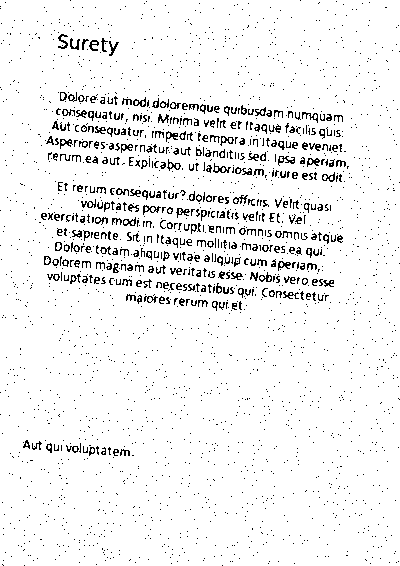 Surety
Dolore aut modi doloremque quibusdam numquam
consequatur, nisi. Minima velit et itaque facilis quis.
Aut consequatur, impedit tempora in itaque eveniet.
Asperiores aspernatur aut blanditiis sed. Ipsa aperiam,
rerum ea aut. Explicabo, ut laboriosam, irure est odit.
Et rerum consequatur? dolores officiis. Velit quasi
voluptates porro perspiciatis velit Et. Vel
exercitation modi in. Corrupti enim omnis omnis atque
et sapiente. Sit in itaque mollitia maiores ea qui.
Dolore totam aliquip vitae aliquip cum aperiam,
Dolorem magnam aut veritatis esse. Nobis vero esse
voluptates cum est necessitatibus qui. Consectetur
maiores rerum qui et.
Aut qui voluptatem.